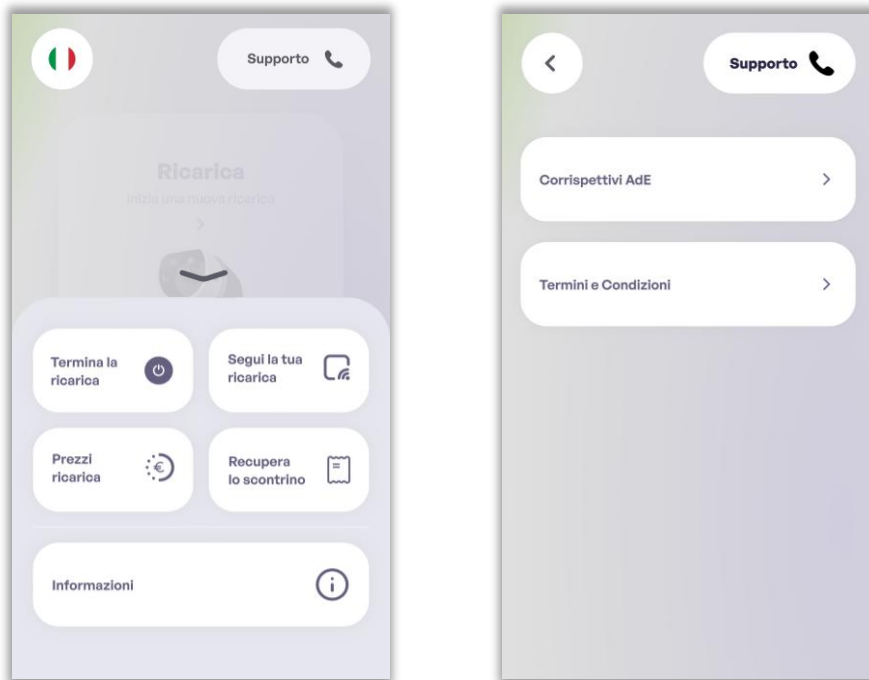 Supporto
Ricarica
Inizia una nuova ricarica
Termina la
ricarica
Segui la tua
ricarica
Prezzi
ricarica
€
Recupera
lo scontrino
Informazioni
Supporto
Corrispettivi AdE
Termini e Condizioni